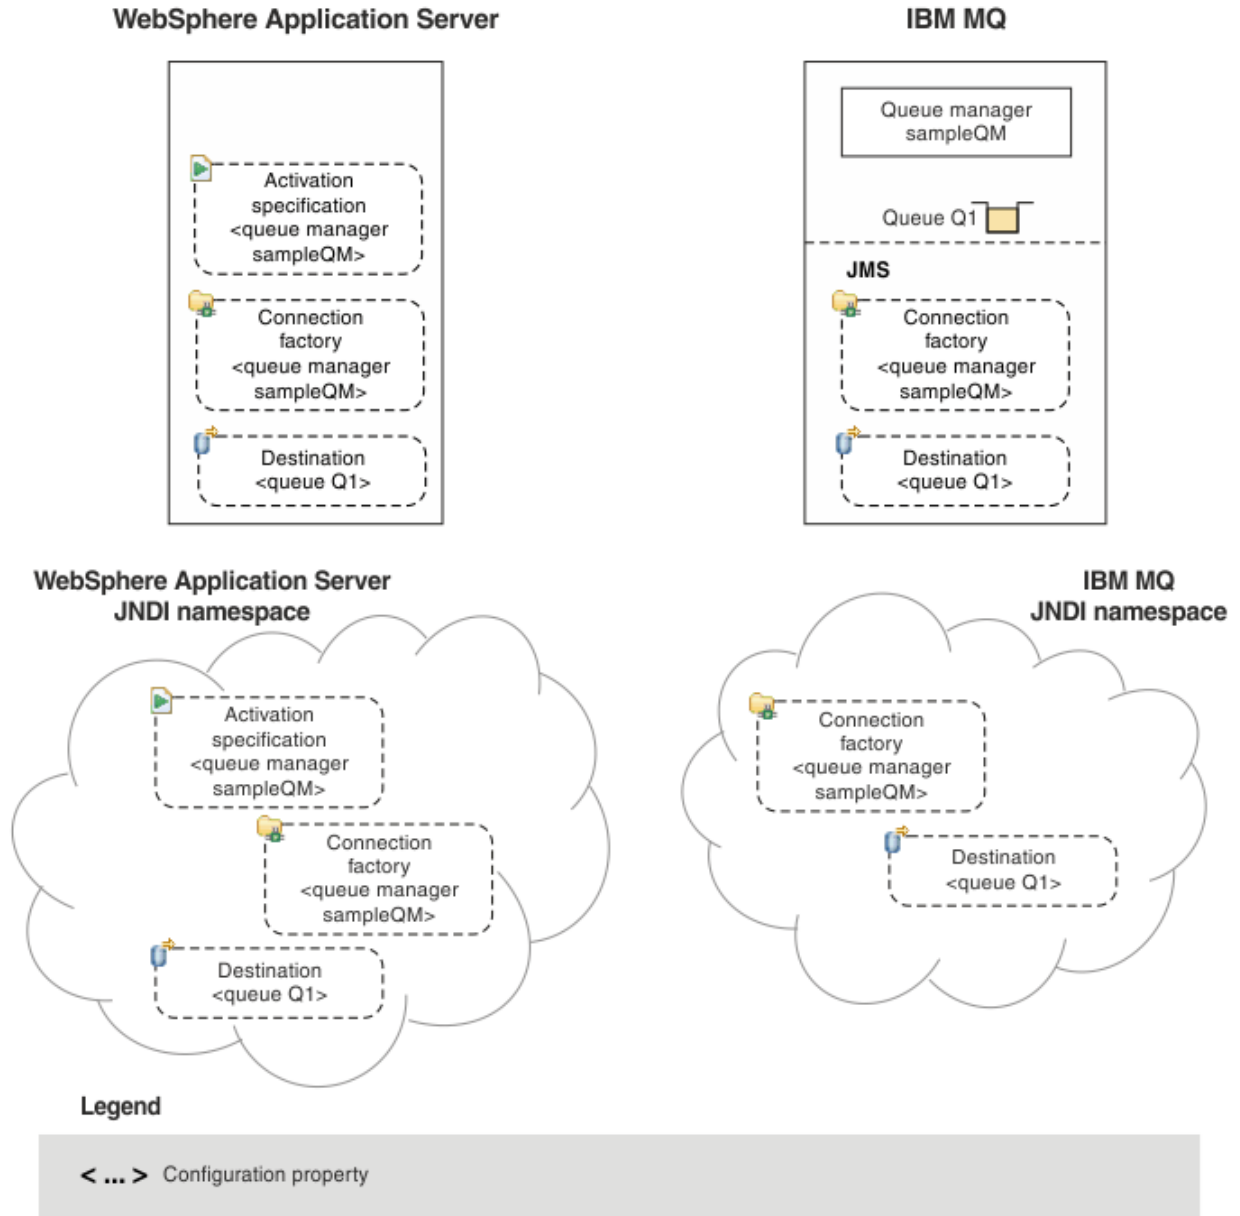 WebSphere Application Server
IBM MQ
Activation
specification
<queue manager
sampleQM>
Connection
factory
<queue manager
sampleQM>
Destination
<queue Q1>
Queue manager
sampleQM
Queue Q1
JMS
Connection
factory
<queue manager
sampleQM>
Destination
<queue Q1>
WebSphere Application Server
JNDI namespace
Activation
specification
<queue manager
sampleQM>
Connection
factory
<queue manager
sampleQM>
Destination
<queue Q1>
IBM MQ
JNDI namespace
Connection
factory
<queue manager
sampleQM>
Destination
<queue Q1>
Legend
< ... > Configuration property